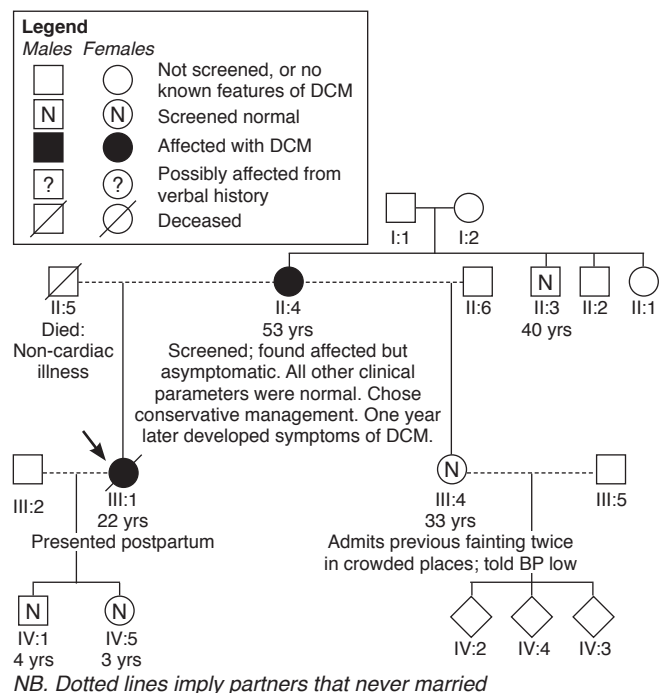 Legend
Males Females
Not screened, or no
known features of DCM
N N Screened normal
Affected with DCM
? ? Possibly affected from
verbal history
Deceased
I:1 I:2
N
II:5 II:4 II:6 II:3 II:2 II:1
Died:
Non-cardiac
illness
53 yrs
Screened; found affected but
asymptomatic. All other clinical
parameters were normal. Chose
conservative management. One year
later developed symptoms of DCM.
40 yrs
N
III:2 III:1 III:4 III:5
22 yrs
Presented postpartum
33 yrs
Admits previous fainting twice
in crowded places; told BP low
N N
IV:1 IV:5 IV:2 IV:4 IV:3
4 yrs 3 yrs
NB. Dotted lines imply partners that never married